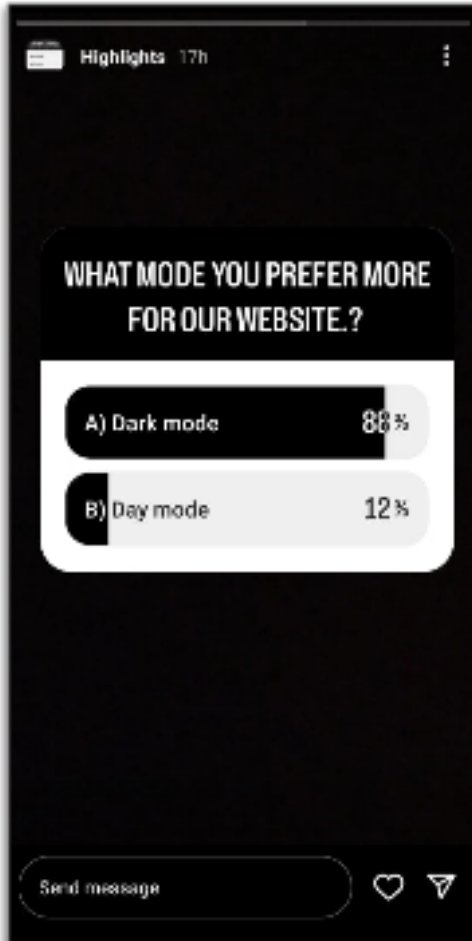 Highlights 17h
WHAT MODE YOU PREFER MORE
FOR OUR WEBSITE.?
A) Dark mode 88%
B) Day mode 12%
Send message